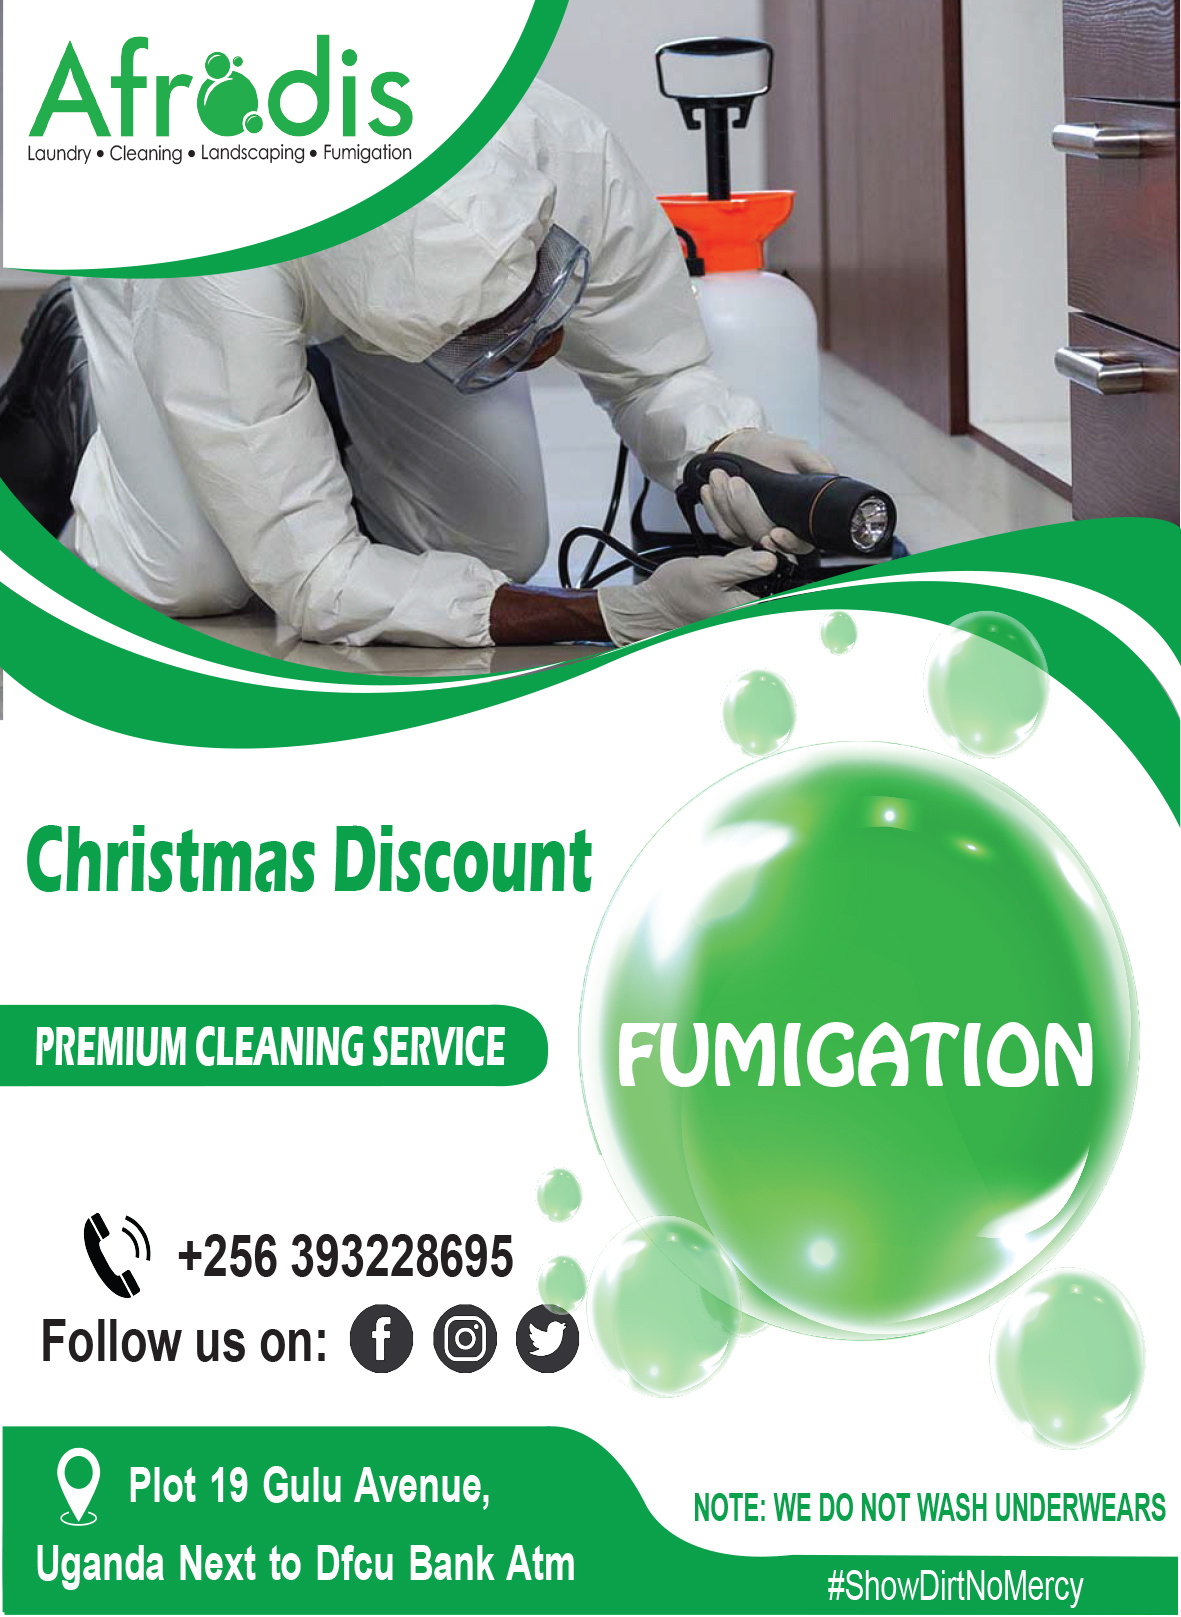 Afrodis
Laundry • Cleaning • Landscaping • Fumigation
Christmas Discount
PREMIUM CLEANING SERVICE
FUMIGATION
+256 393228695
Follow us on:
Plot 19 Gulu Avenue,
Uganda Next to Dfcu Bank Atm
NOTE: WE DO NOT WASH UNDERWEARS
#ShowDirtNoMercy